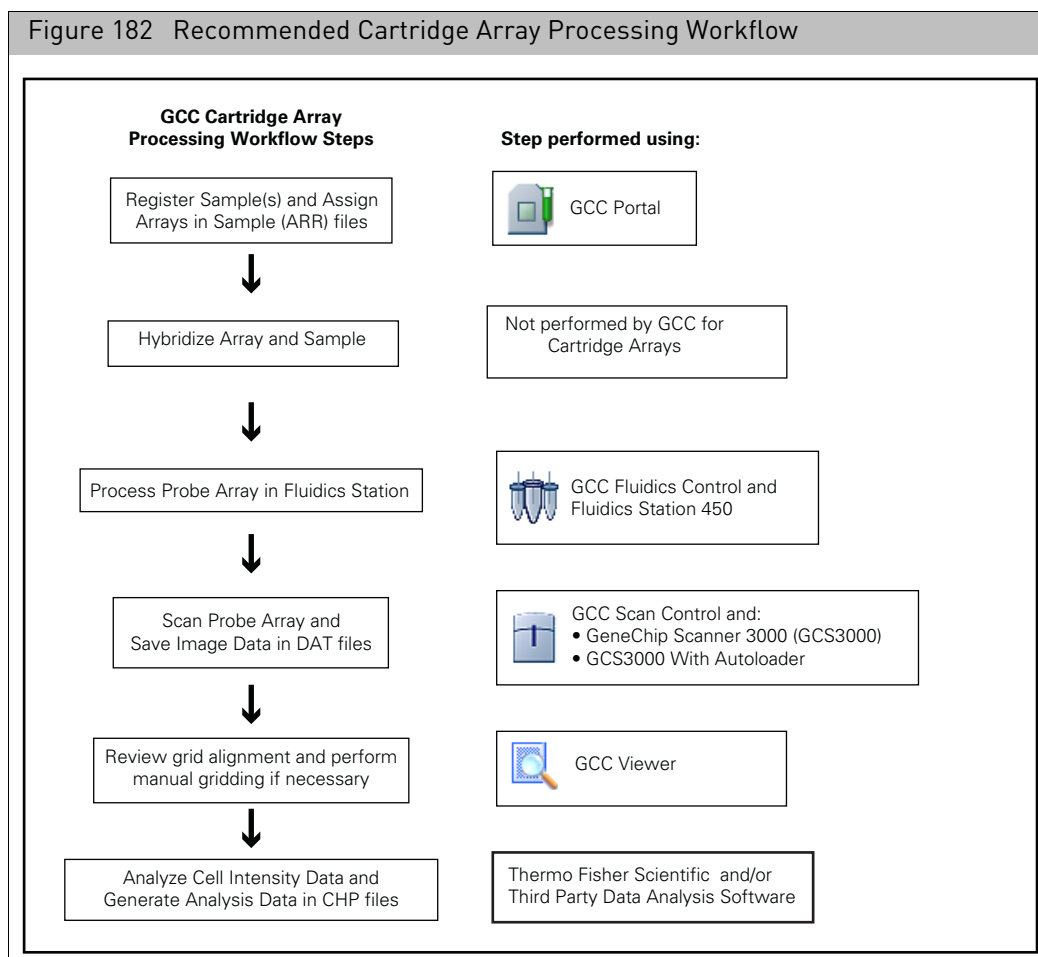 Figure 182 Recommended Cartridge Array Processing Workflow
GCC Cartridge Array
Processing Workflow Steps
Step performed using:
Register Sample(s) and Assign
Arrays in Sample (ARR) files
GCC Portal
Hybridize Array and Sample
Not performed by GCC for
Cartridge Arrays
Process Probe Array in Fluidics Station
GCC Fluidics Control and
Fluidics Station 450
Scan Probe Array and
Save Image Data in DAT files
GCC Scan Control and:
• GeneChip Scanner 3000 (GCS3000)
• GCS3000 With Autoloader
Review grid alignment and perform
manual gridding if necessary
GCC Viewer
Analyze Cell Intensity Data and
Generate Analysis Data in CHP files
Thermo Fisher Scientific and/or
Third Party Data Analysis Software